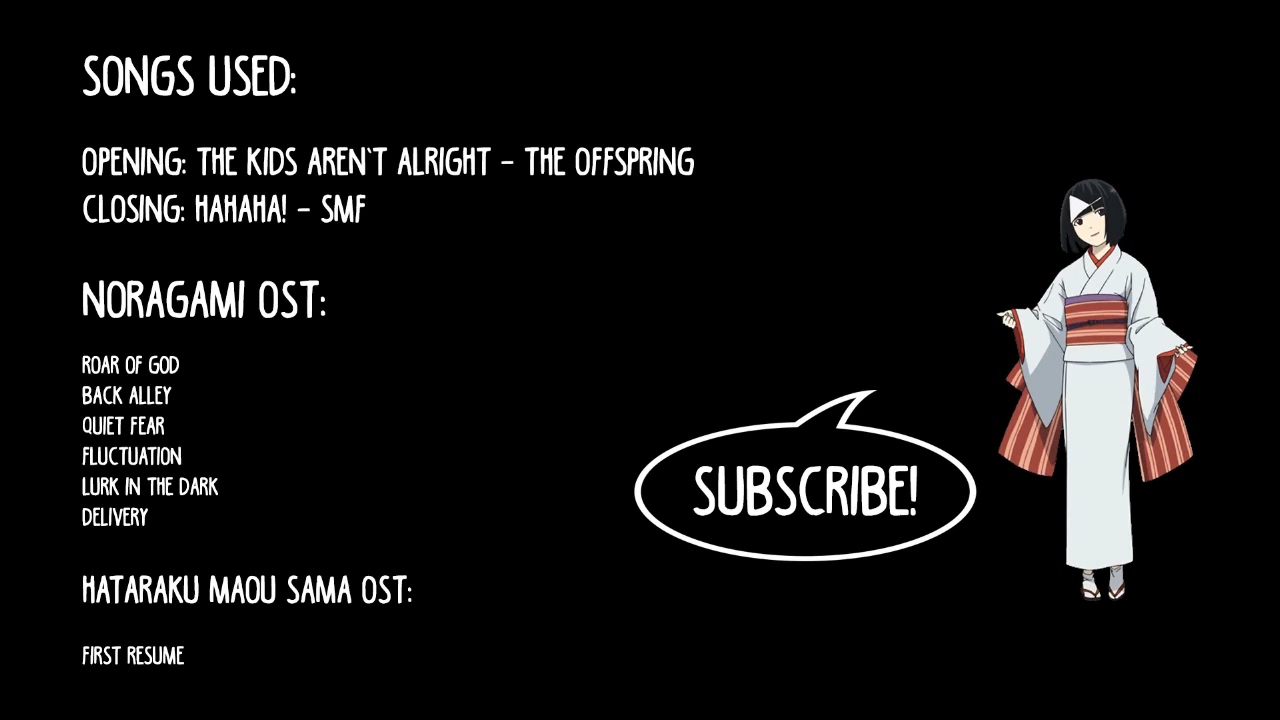 SONGS USED:
OPENING: THE KIDS AREN'T ALRIGHT - THE OFFSPRING
CLOSING: HAHAHA! - SMF
NORAGAMI OST:
ROAR OF GOD
BACK ALLEY
QUIET FEAR
FLUCTUATION
LURK IN THE DARK
DELIVERY
HATARAKU MAOU SAMA OST:
FIRST RESUME
SUBSCRIBE!